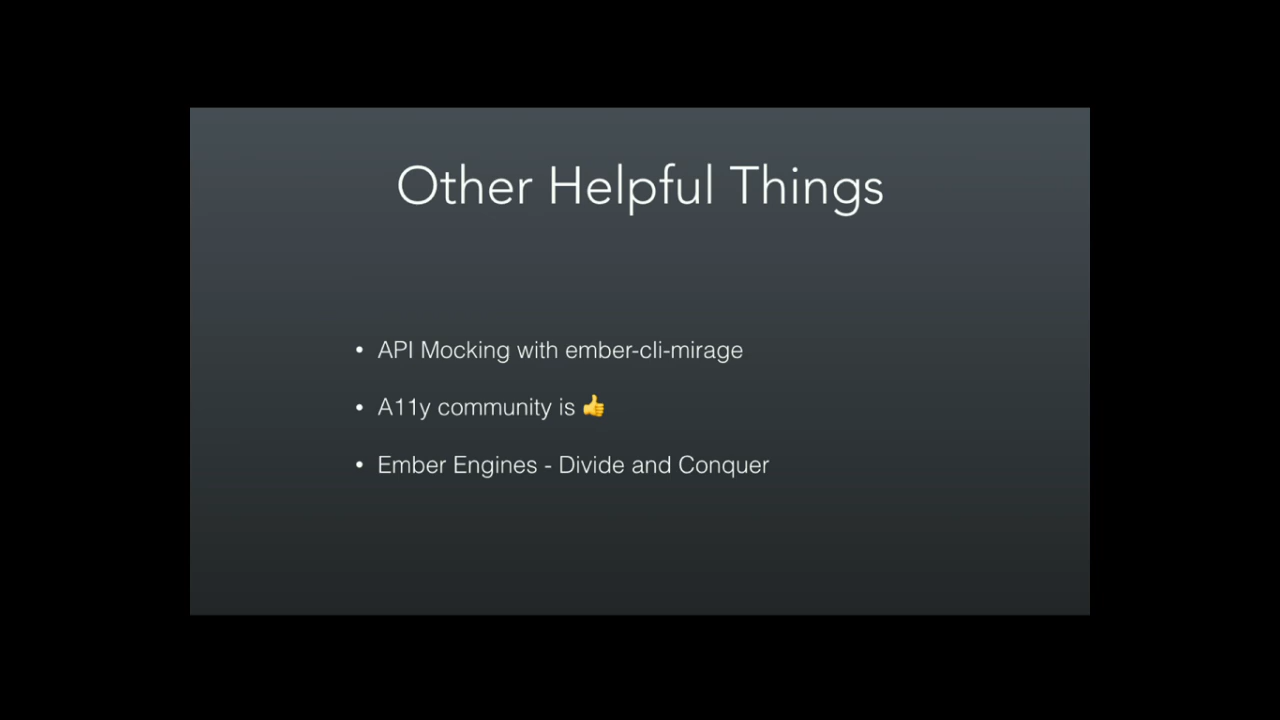 Other Helpful Things
• API Mocking with ember-cli-mirage
• A11y community is 👍
• Ember Engines - Divide and Conquer